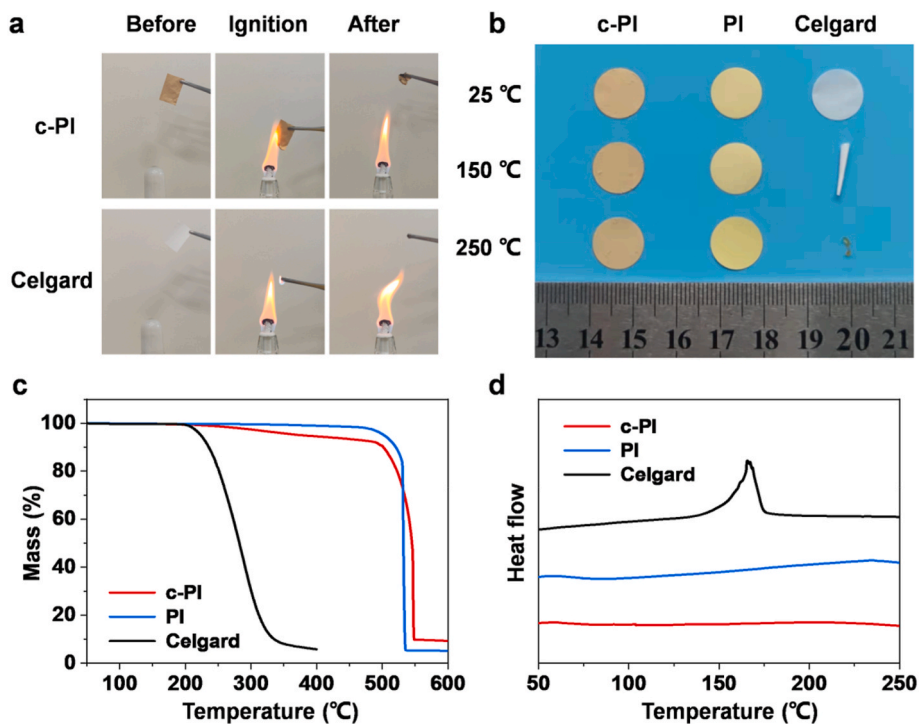 a
Before Ignition After
c-PI
Celgard
b
c-PI PI Celgard
25 ℃
150 ℃
250 ℃
13 14 15 16 17 18 19 20 21
c
100
80
60
40
20
0
Mass (%)
c-PI
PI
Celgard
100 200 300 400 500 600
Temperature (℃)
d
Heat flow
c-PI
PI
Celgard
50 100 150 200 250
Temperature (℃)